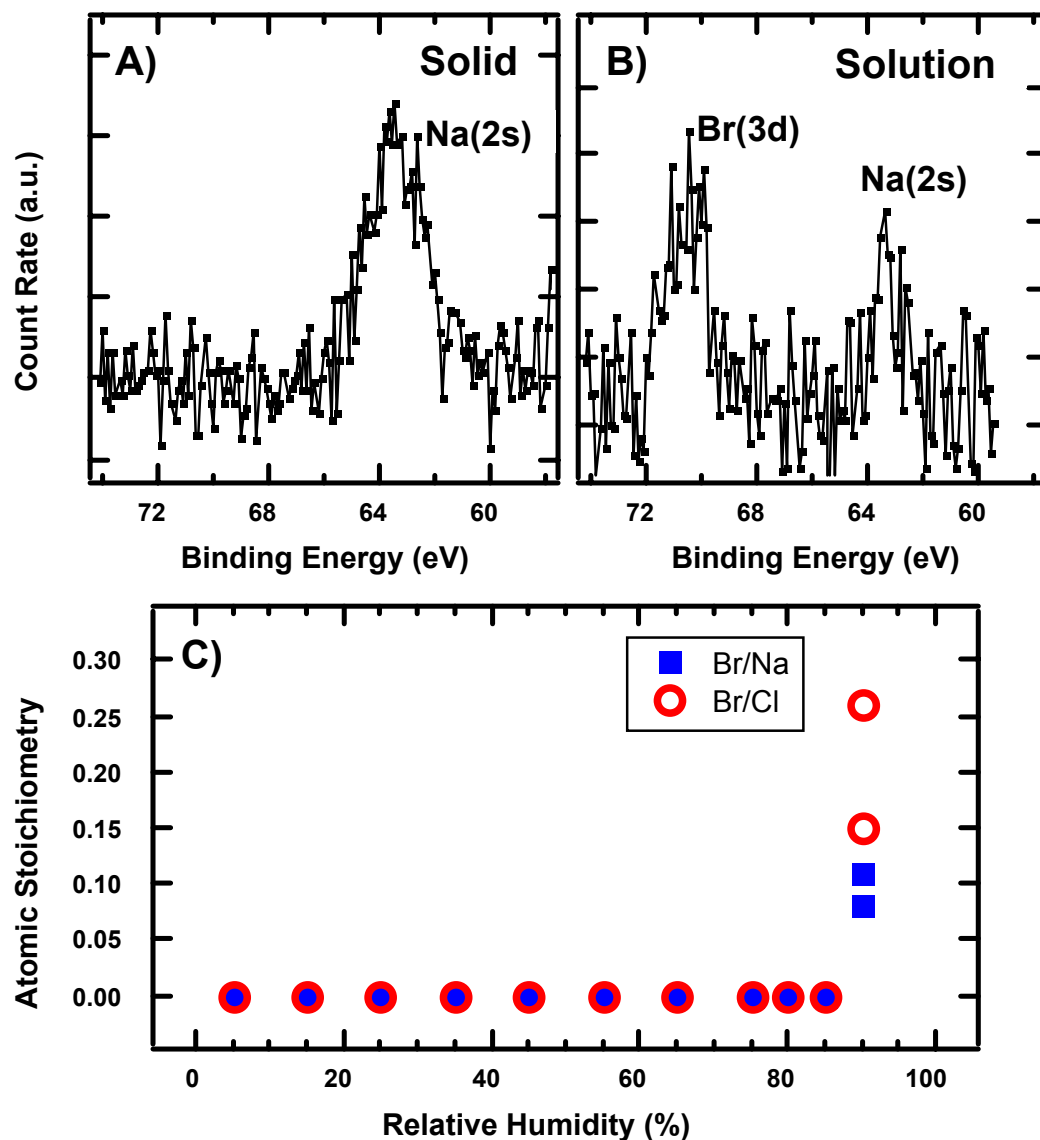 A) Solid
Na(2s)
Count Rate (a.u.)
72 68 64 60
Binding Energy (eV)
B) Solution
Br(3d)
Na(2s)
72 68 64 60
Binding Energy (eV)
C)
Br/Na
Br/Cl
Atomic Stoichiometry
0.30
0.25
0.20
0.15
0.10
0.05
0.00
0 20 40 60 80 100
Relative Humidity (%)